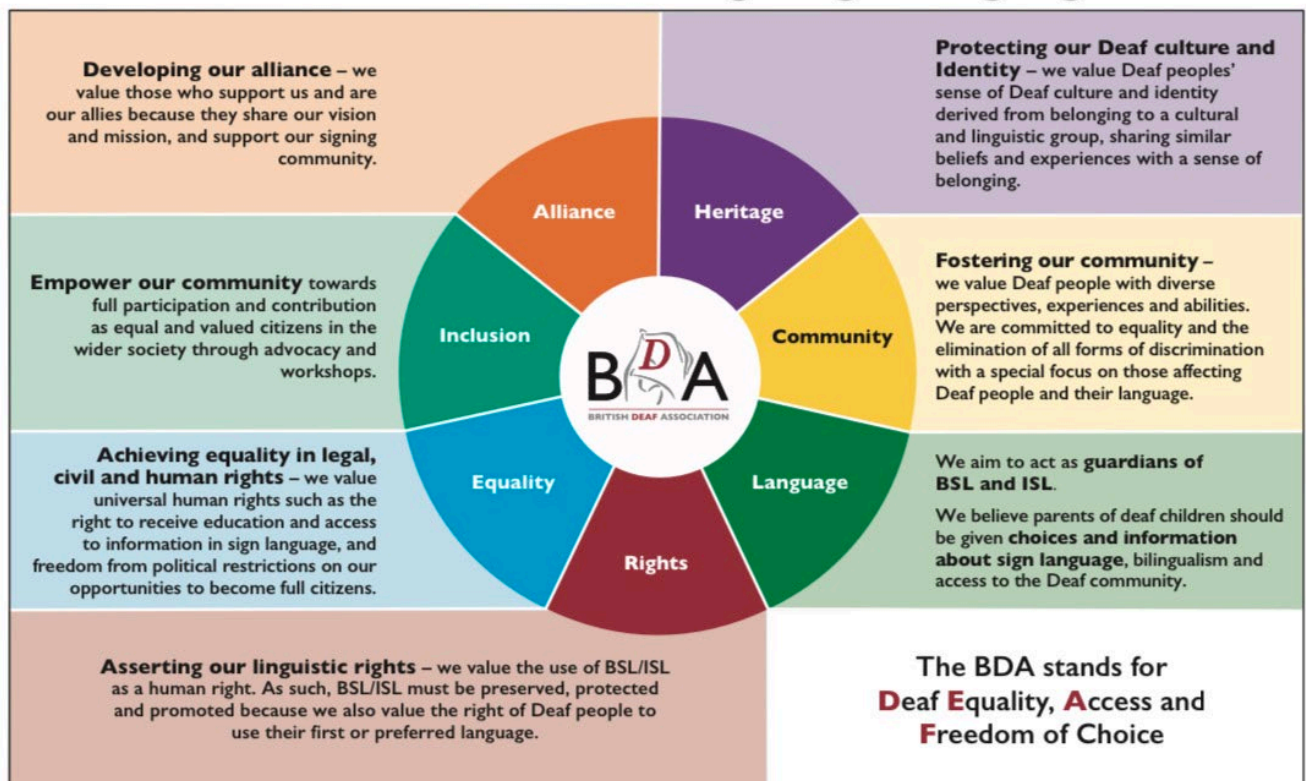 Developing our alliance – we
value those who support us and are
our allies because they share our vision
and mission, and support our signing
community.
Protecting our Deaf culture and
Identity – we value Deaf peoples’
sense of Deaf culture and identity
derived from belonging to a cultural
and linguistic group, sharing similar
beliefs and experiences with a sense of
belonging.
Alliance
Heritage
Empower our community towards
full participation and contribution
as equal and valued citizens in the
wider society through advocacy and
workshops.
Inclusion
Community
Fostering our community –
we value Deaf people with diverse
perspectives, experiences and abilities.
We are committed to equality and the
elimination of all forms of discrimination
with a special focus on those affecting
Deaf people and their language.
BDA
BRITISH DEAF ASSOCIATION
Achieving equality in legal,
civil and human rights – we value
universal human rights such as the
right to receive education and access
to information in sign language, and
freedom from political restrictions on our
opportunities to become full citizens.
Equality
Language
We aim to act as guardians of
BSL and ISL.
We believe parents of deaf children should
be given choices and information
about sign language, bilingualism and
access to the Deaf community.
Rights
Asserting our linguistic rights – we value the use of BSL/ISL
as a human right. As such, BSL/ISL must be preserved, protected
and promoted because we also value the right of Deaf people to
use their first or preferred language.
The BDA stands for
Deaf Equality, Access and
Freedom of Choice